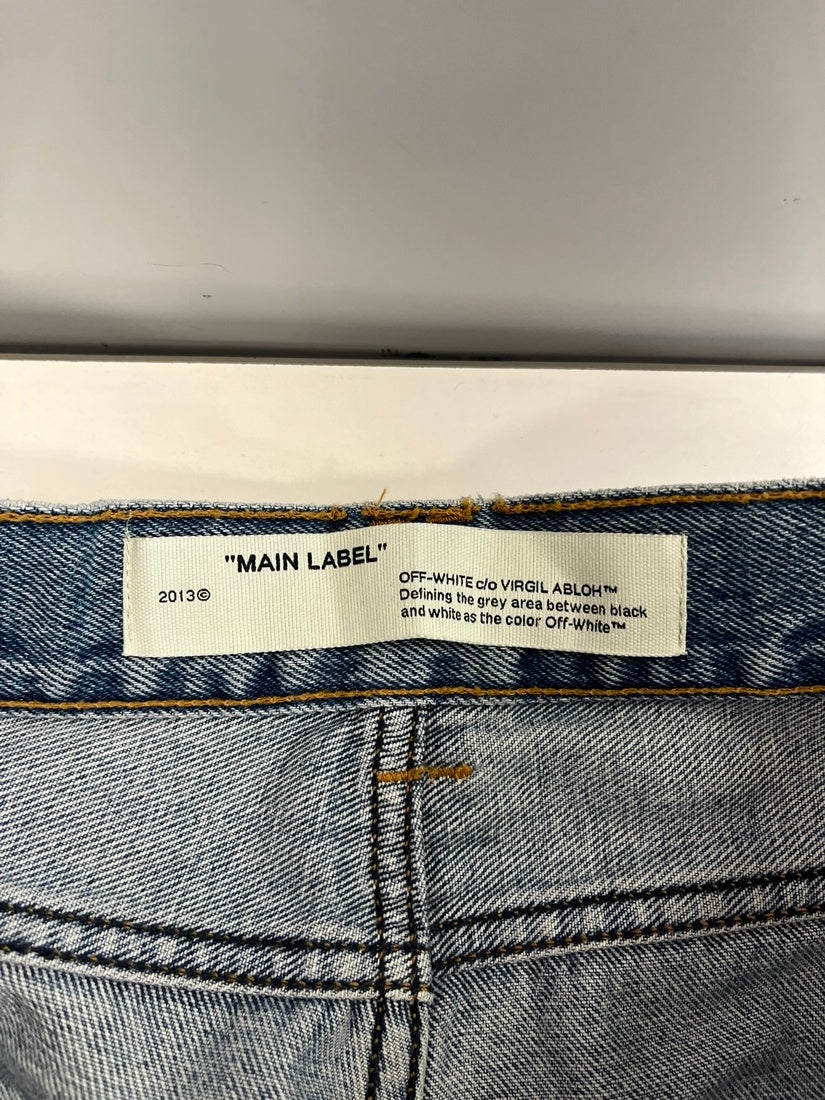 "MAIN LABEL"
2013©
OFF-WHITE c/o VIRGIL ABLOH™
Defining the grey area between black
and white as the color Off-White™